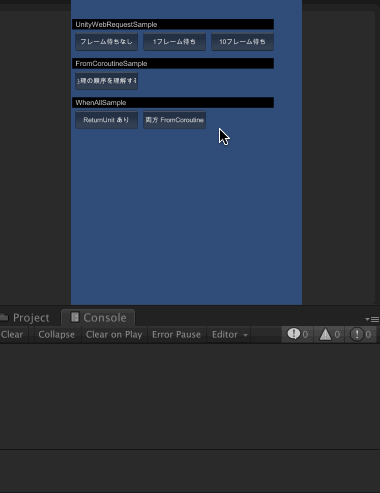 UnityWebRequestSample
フレーム待ちなし 1フレーム待ち 10フレーム待ち
FromCoroutineSample
理の順序を理解する
WhenAllSample
ReturnUnit あり 両方 FromCoroutine
Project Console
Clear Collapse Clear on Play Error Pause Editor 0 0 0